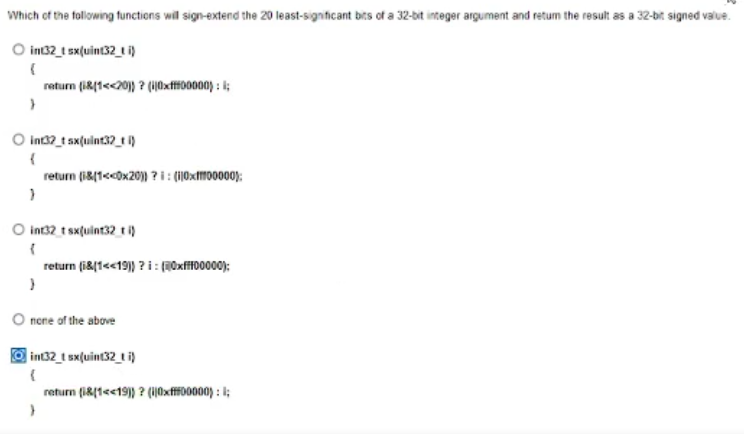 Which of the following functions will sign-extend the 20 least-significant bits of a 32-bit integer argument and return the result as a 32-bit signed value.
int32_t sx(uint32_t i)
{
return (i&(1<<20)) ? (i|0xfff00000) : i;
}
int32_t sx(uint32_t i)
{
return (i&(1<<0x20)) ? i : (i|0xfff00000);
}
int32_t sx(uint32_t i)
{
return (i&(1<<19)) ? i : (i|0xfff00000);
}
none of the above
int32_t sx(uint32_t i)
{
return (i&(1<<19)) ? (i|0xfff00000) : i;
}